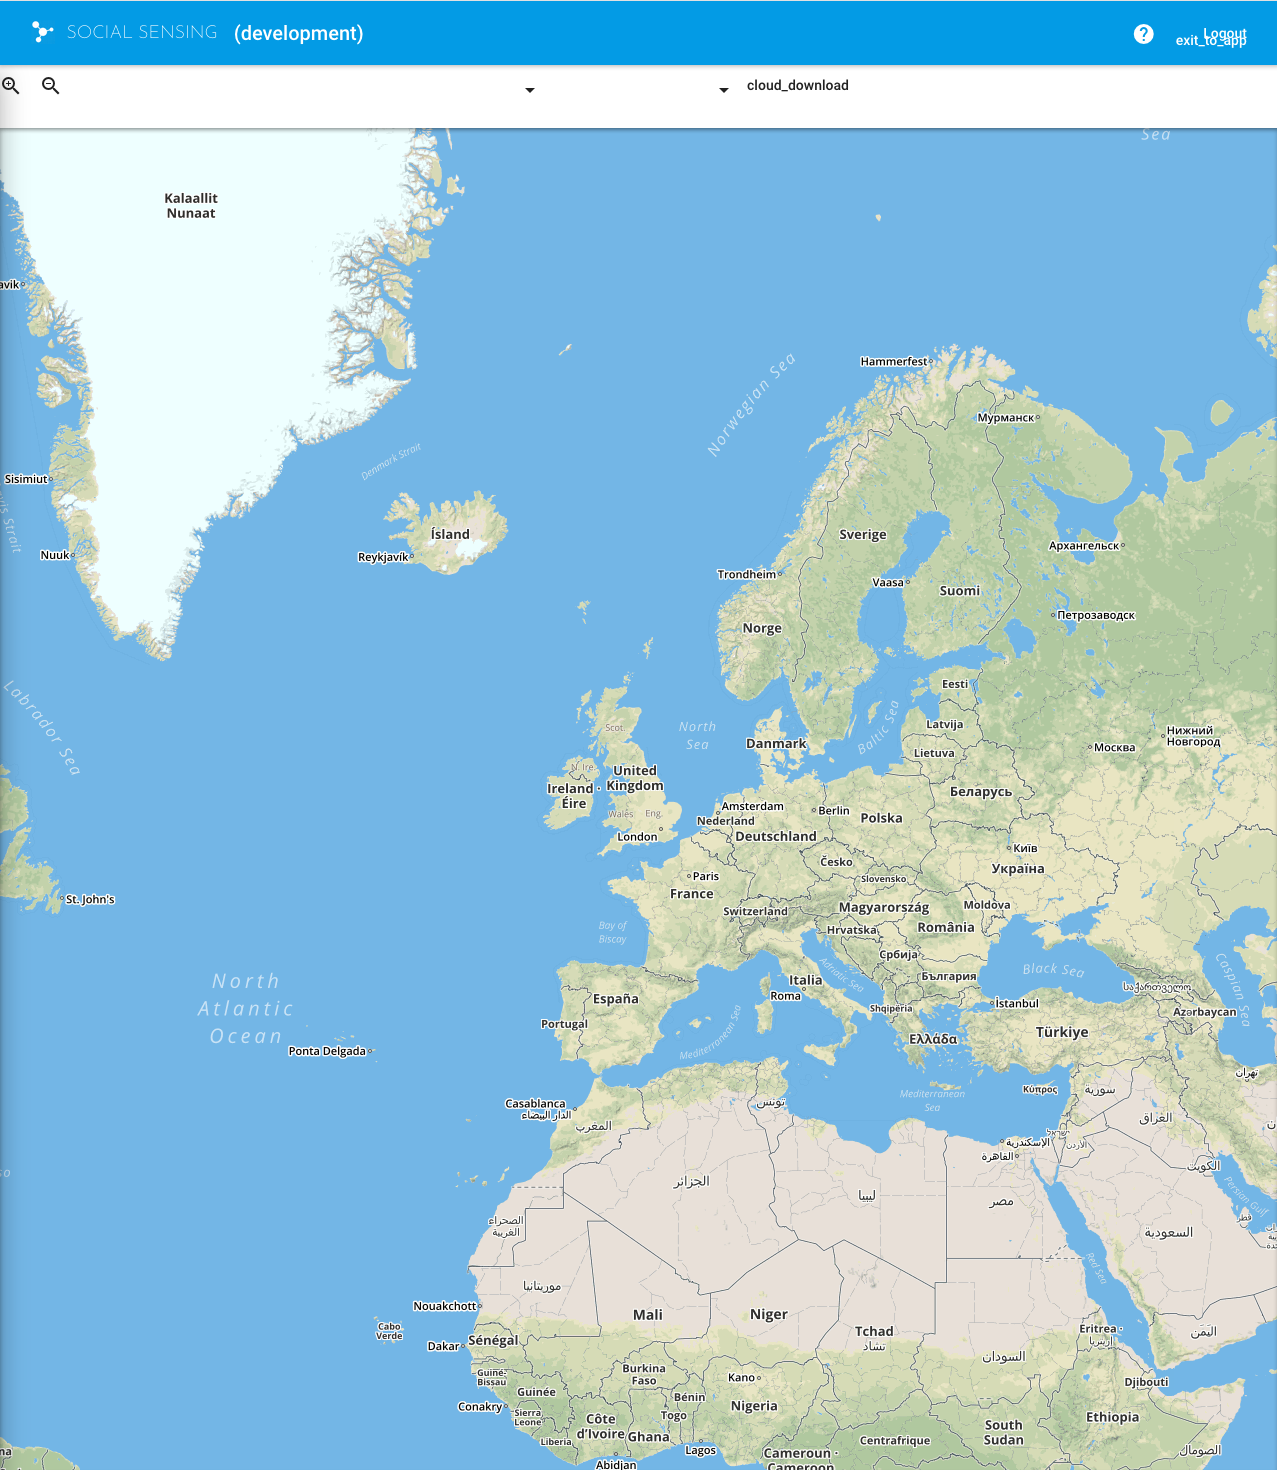 SOCIAL SENSING (development)
Logout
exit_to_app
cloud_download
Sea
Kalaallit
Nunaat
avik
Norwegian Sea
Hammerfest
Мурманск
Denmark Strait
Sisimiut
Ísland
Reykjavík
Sverige
Nuuk
Архангельск
Trondheim
Vaasa
Suomi
Петрозаводск
Norge
Labrador Sea
Eesti
Scot.
North
Sea
Baltic Sea
Latvija
Danmark
Lietuva
Москва
Нижний
Новгород
N. Ire.
United
Kingdom
Ireland -
Éire
Беларусь
Wales
Eng.
Amsterdam
Nederland
Berlin
Polska
London
Deutschland
Київ
Česko
Україна
Paris
France
Slovensko
St. John's
Switzerland
Magyarország
Moldova
Bay of
Biscay
Hrvatska
România
Србија
Adriatic Sea
България
Black Sea
Caspian Sea
North
Atlantic
Ocean
Italia
Roma
España
Portugal
Shqipëria
İstanbul
საქართველო
Azərbaycan
Mediterranean Sea
Ελλάδα
Türkiye
Ponta Delgada
تهران
Κύπρος
سورية
Mediterranean
Sea
تونس
Casablanca
الدار البيضاء
المغرب
العراق
ישראל
الإسكندرية
الأردن
القاهرة
الكويت
الجزائر
ليبيا
مصر
Persian Gulf
قطر
الصحراء
الغربية
السعودية
Red Sea
موريتانيا
Nouakchott
Mali
Niger
Cabo
Verde
Dakar
Sénégal
Tchad
تشاد
Eritrea -
إرتريا
اليَمَن
السودان
Guiné-
Bissau
Burkina
Faso
Kano
Djibouti
Guinée
Bénin
Conakry
Sierra
Leone
Togo
Nigeria
Ethiopia
Côte
d'Ivoire
Ghana
South
Sudan
Liberia
Lagos
Centrafrique
الصومال
Cameroun -
Cameroon
Abidjan
na